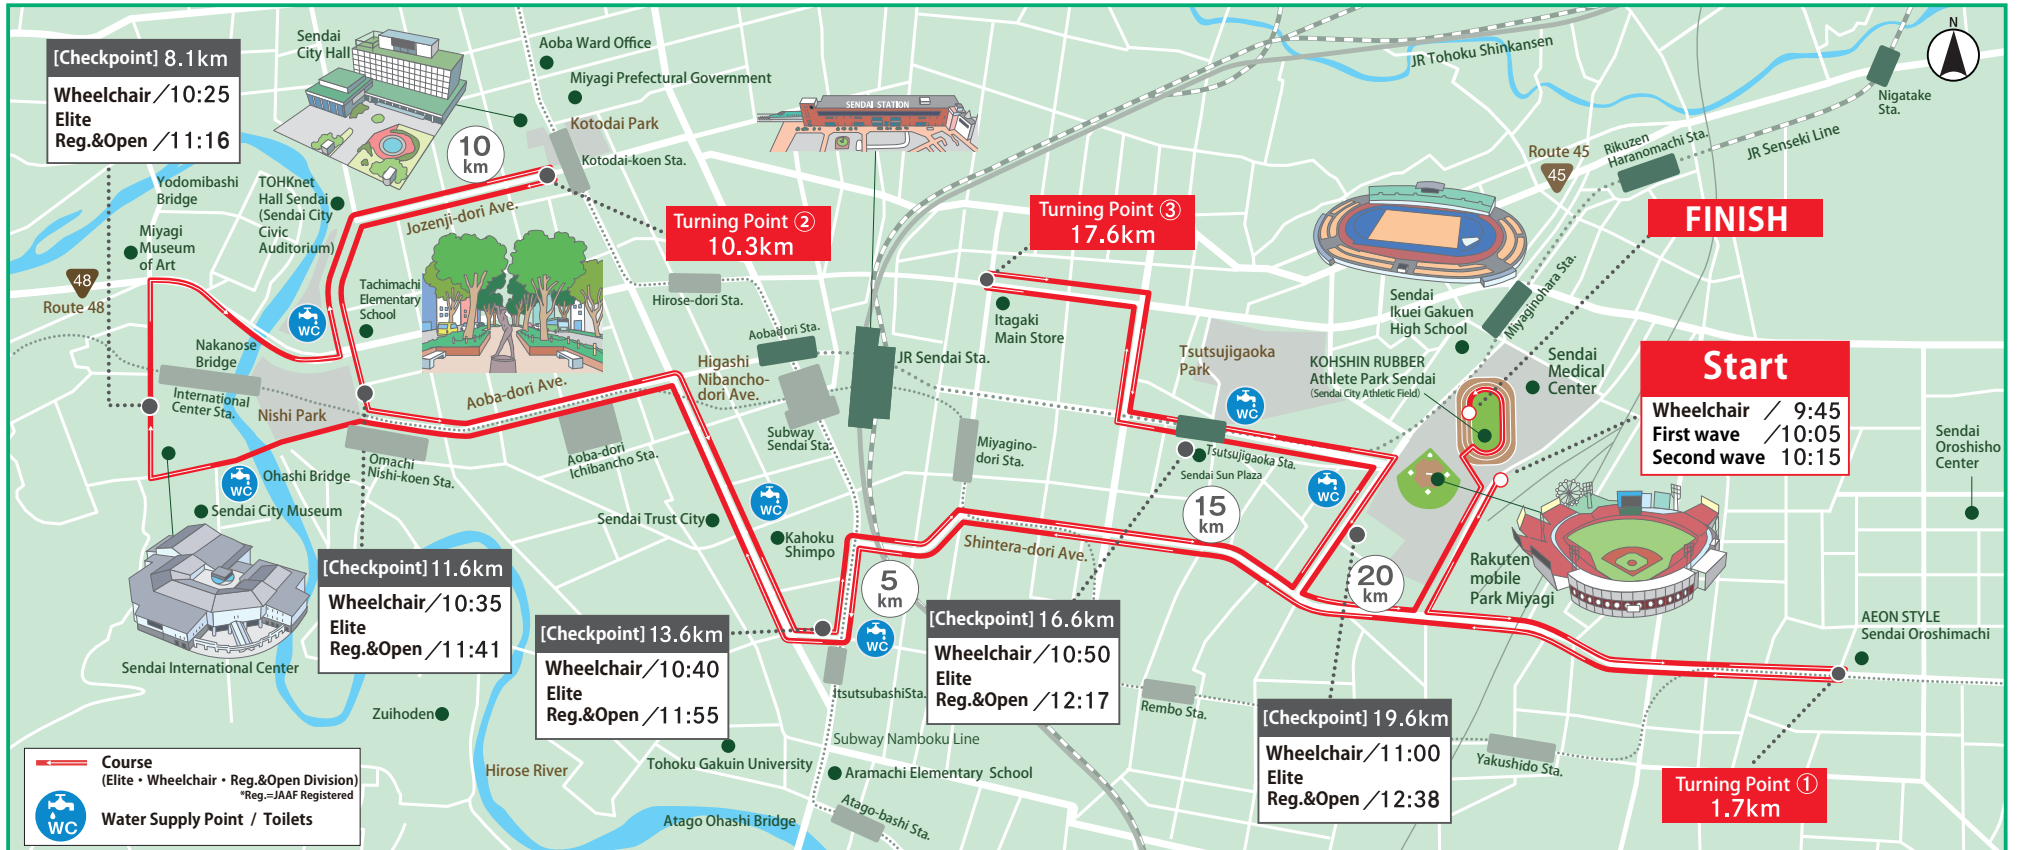 [Checkpoint] 8.1km
Wheelchair/10:25
Elite
Reg.&Open/11:16
Sendai
City Hall
Aoba Ward Office
Miyagi Prefectural Government
Kotodai Park
Kotodai-koen Sta.
10
km
SENDAI STATION
JR Tohoku Shinkansen
N
Nigatake
Sta.
JR Senseki Line
Rikuzen
Haranomachi Sta.
Route 45
45
Yodomibashi
Bridge
TOHKnet
Hall Sendai
(Sendai City
Civic
Auditorium)
Miyagi
Museum
of Art
48
Route 48
Jozenji-dori Ave.
Turning Point ②
10.3km
Turning Point ③
17.6km
FINISH
Tachimachi
Elementary
School
WC
Hirose-dori Sta.
Aobadori Sta.
JR Sendai Sta.
Itagaki
Main Store
Miyaginohara Sta.
Sendai
Ikuei Gakuen
High School
Nakanose
Bridge
International
Center Sta.
Nishi Park
Aoba-dori Ave.
Higashi
Nibancho-
dori Ave.
Tsutsujigaoka
Park
WC
KOHSHIN RUBBER
Athlete Park Sendai
(Sendai City Athletic Field)
Sendai
Medical
Center
Start
Wheelchair / 9:45
First wave /10:05
Second wave 10:15
Subway
Sendai Sta.
Miyagino-
dori Sta.
Aoba-dori
Ichibancho Sta.
Omachi
Nishi-koen Sta.
Tsutsujigaoka Sta.
Sendai Sun Plaza
Sendai
Oroshisho
Center
WC
Ohashi Bridge
Sendai City Museum
WC
WC
Sendai Trust City
Kahoku
Shimpo
Shintera-dori Ave.
15
km
20
km
5
km
WC
Rakuten
mobile
Park Miyagi
Sendai International Center
[Checkpoint] 11.6km
Wheelchair/10:35
Elite
Reg.&Open/11:41
[Checkpoint] 13.6km
Wheelchair/10:40
Elite
Reg.&Open/11:55
[Checkpoint] 16.6km
Wheelchair/10:50
Elite
Reg.&Open/12:17
[Checkpoint] 19.6km
Wheelchair/11:00
Elite
Reg.&Open/12:38
AEON STYLE
Sendai Oroshimachi
Turning Point ①
1.7km
ItsutsubashiSta.
Rembo Sta.
Yakushido Sta.
Zuihoden
Subway Namboku Line
Tohoku Gakuin University
Aramachi Elementary School
Hirose River
Atago Ohashi Bridge
Atago-bashi Sta.
Course
(Elite・Wheelchair・Reg.&Open Division)
*Reg.=JAAF Registered
WC
Water Supply Point / Toilets